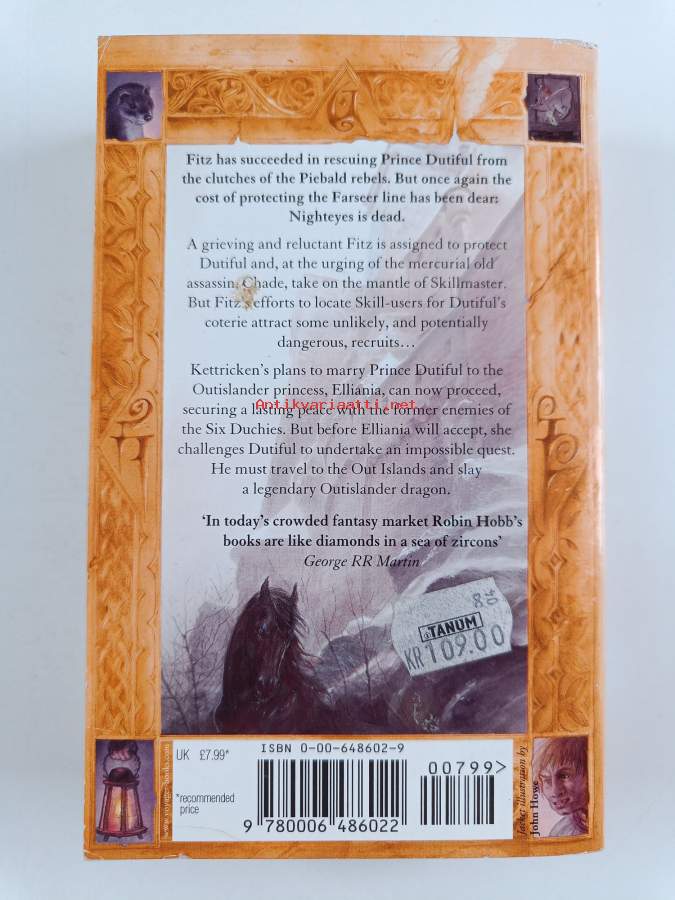 Fitz has succeeded in rescuing Prince Dutiful from
the clutches of the Piebald rebels. But once again the
cost of protecting the Farseer line has been dear:
Nighteyes is dead.
A grieving and reluctant Fitz is assigned to protect
Dutiful and, at the urging of the mercurial old
assassin, Chade, take on the mantle of Skillmaster.
But Fitz's efforts to locate Skill-users for Dutiful's
coterie attract some unlikely, and potentially
dangerous, recruits…
Kettricken's plans to marry Prince Dutiful to the
Outislander princess, Elliania, can now proceed,
Antikvariaatti.net
securing a lasting peace with the former enemies of
the Six Duchies. But before Elliania will accept, she
challenges Dutiful to undertake an impossible quest.
He must travel to the Out Islands and slay
a legendary Outislander dragon.
'In today's crowded fantasy market Robin Hobb's
books are like diamonds in a sea of zircons'
George RR Martin
TANUM
KR 109.00
UK £7.99*
*recommended
price
ISBN 0-00-648602-9
00799>
9 780006 486022
Jacket illustration by
John Howe